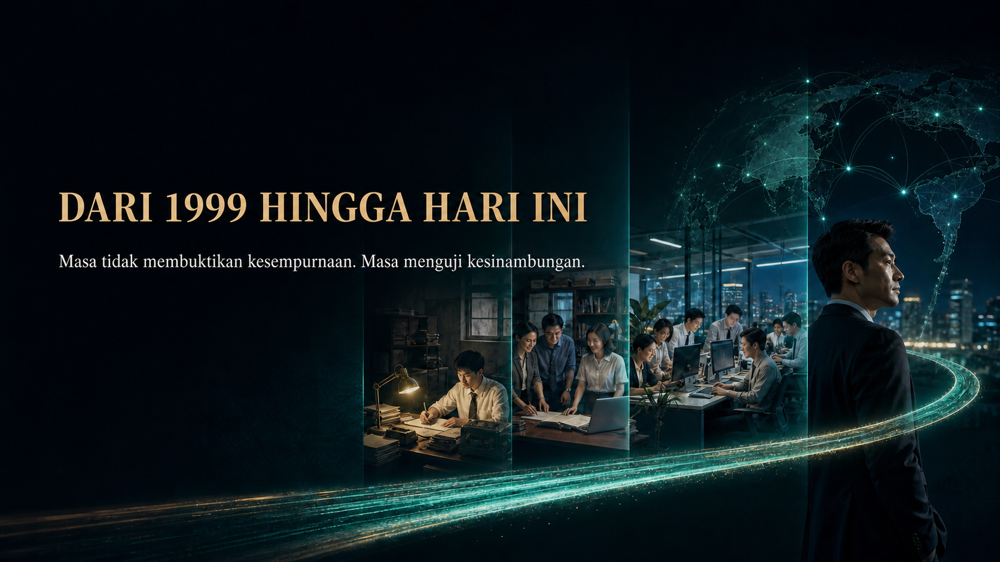 DARI 1999 HINGGA HARI INI
Masa tidak membuktikan kesempurnaan. Masa menguji kesinambungan.